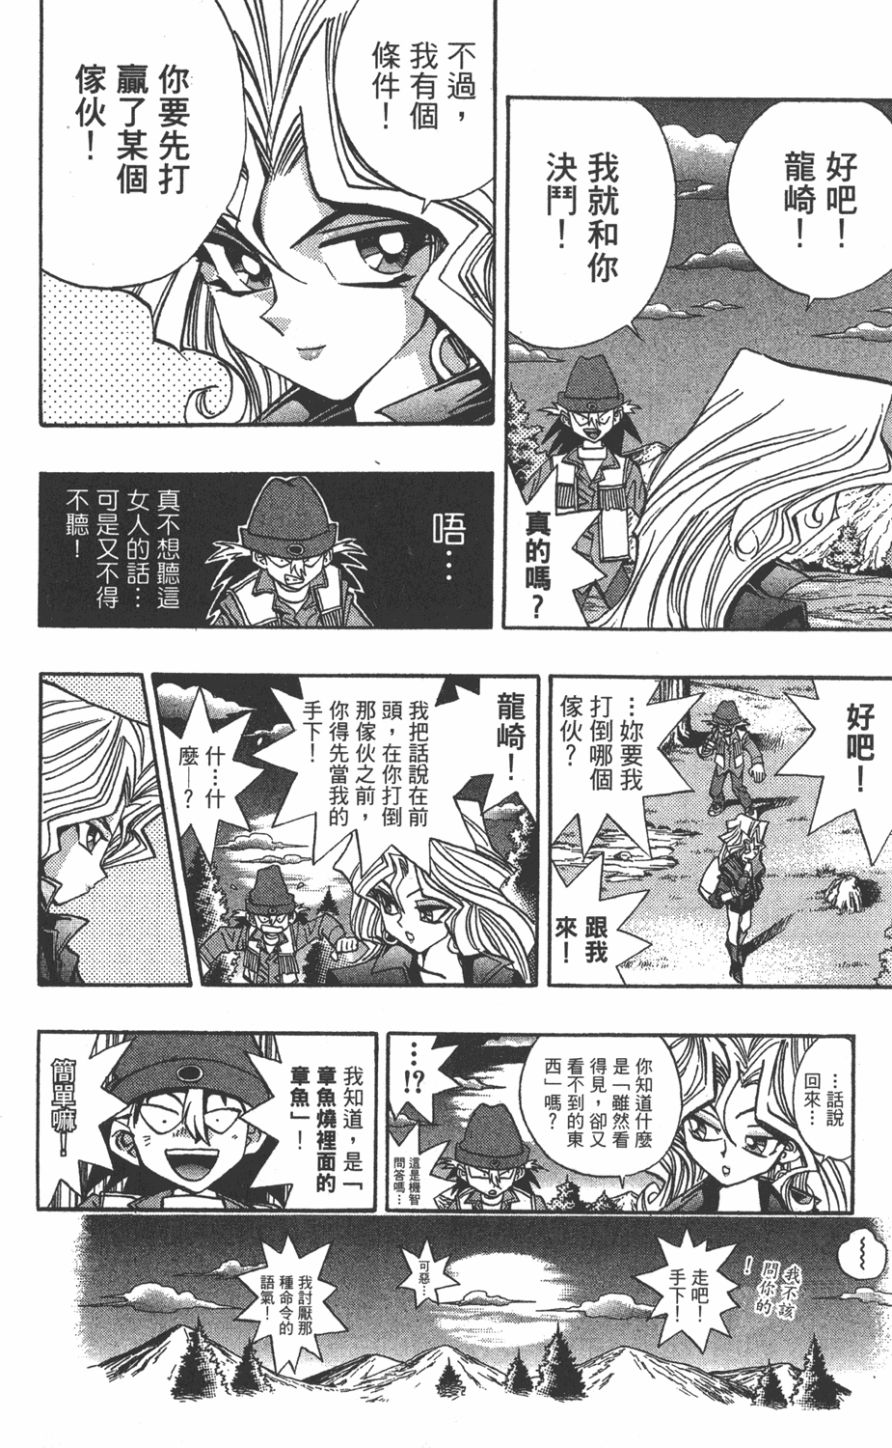 好吧！
龍崎！
我就和你
決鬥！
真的嗎？
不過，
我有個
條件！
你要先打
贏了某個
傢伙！
唔…
真不想聽這
女人的話…
可是又不得
不聽！
好吧！
…妳要我
打倒哪個
傢伙？
跟我
來！
龍崎！
我把話說在前
頭，在你打倒
那傢伙之前，
你得先當我的
手下！
什…什
麼—？
…話說
回來…
你知道什麼
是「雖然看
得見，卻又
看不到的東
西」嗎？
…!?
這是機智
問答嗎…
我知道，是「
章魚燒裡面的
章魚」！
簡單嘛！
我不該
問你的
！
走吧！
手下！
可惡…
我討厭那
種命令的
語氣！